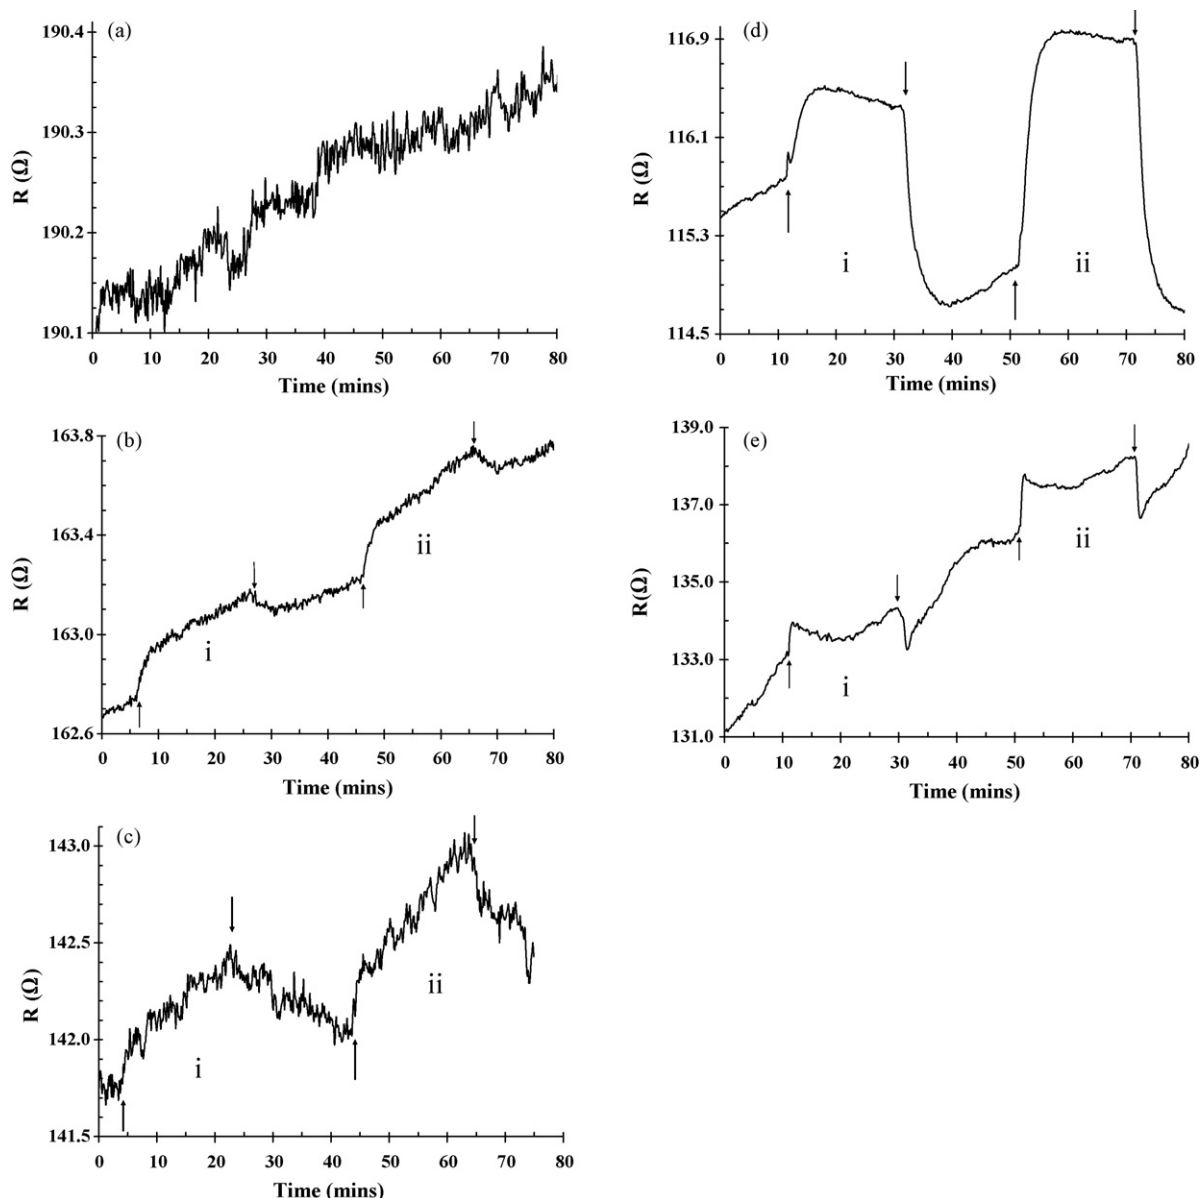 (a)
190.4
190.3
190.2
190.1
R (Ω)
0 10 20 30 40 50 60 70 80
Time (mins)
(b)
163.8
163.4
163.0
162.6
R (Ω)
i
ii
0 10 20 30 40 50 60 70 80
Time (mins)
(c)
143.0
142.5
142.0
141.5
R (Ω)
i
ii
0 10 20 30 40 50 60 70 80
Time (mins)
(d)
116.9
116.1
115.3
114.5
R (Ω)
i
ii
0 10 20 30 40 50 60 70 80
Time (mins)
(e)
139.0
137.0
135.0
133.0
131.0
R(Ω)
i
ii
0 10 20 30 40 50 60 70 80
Time (mins)